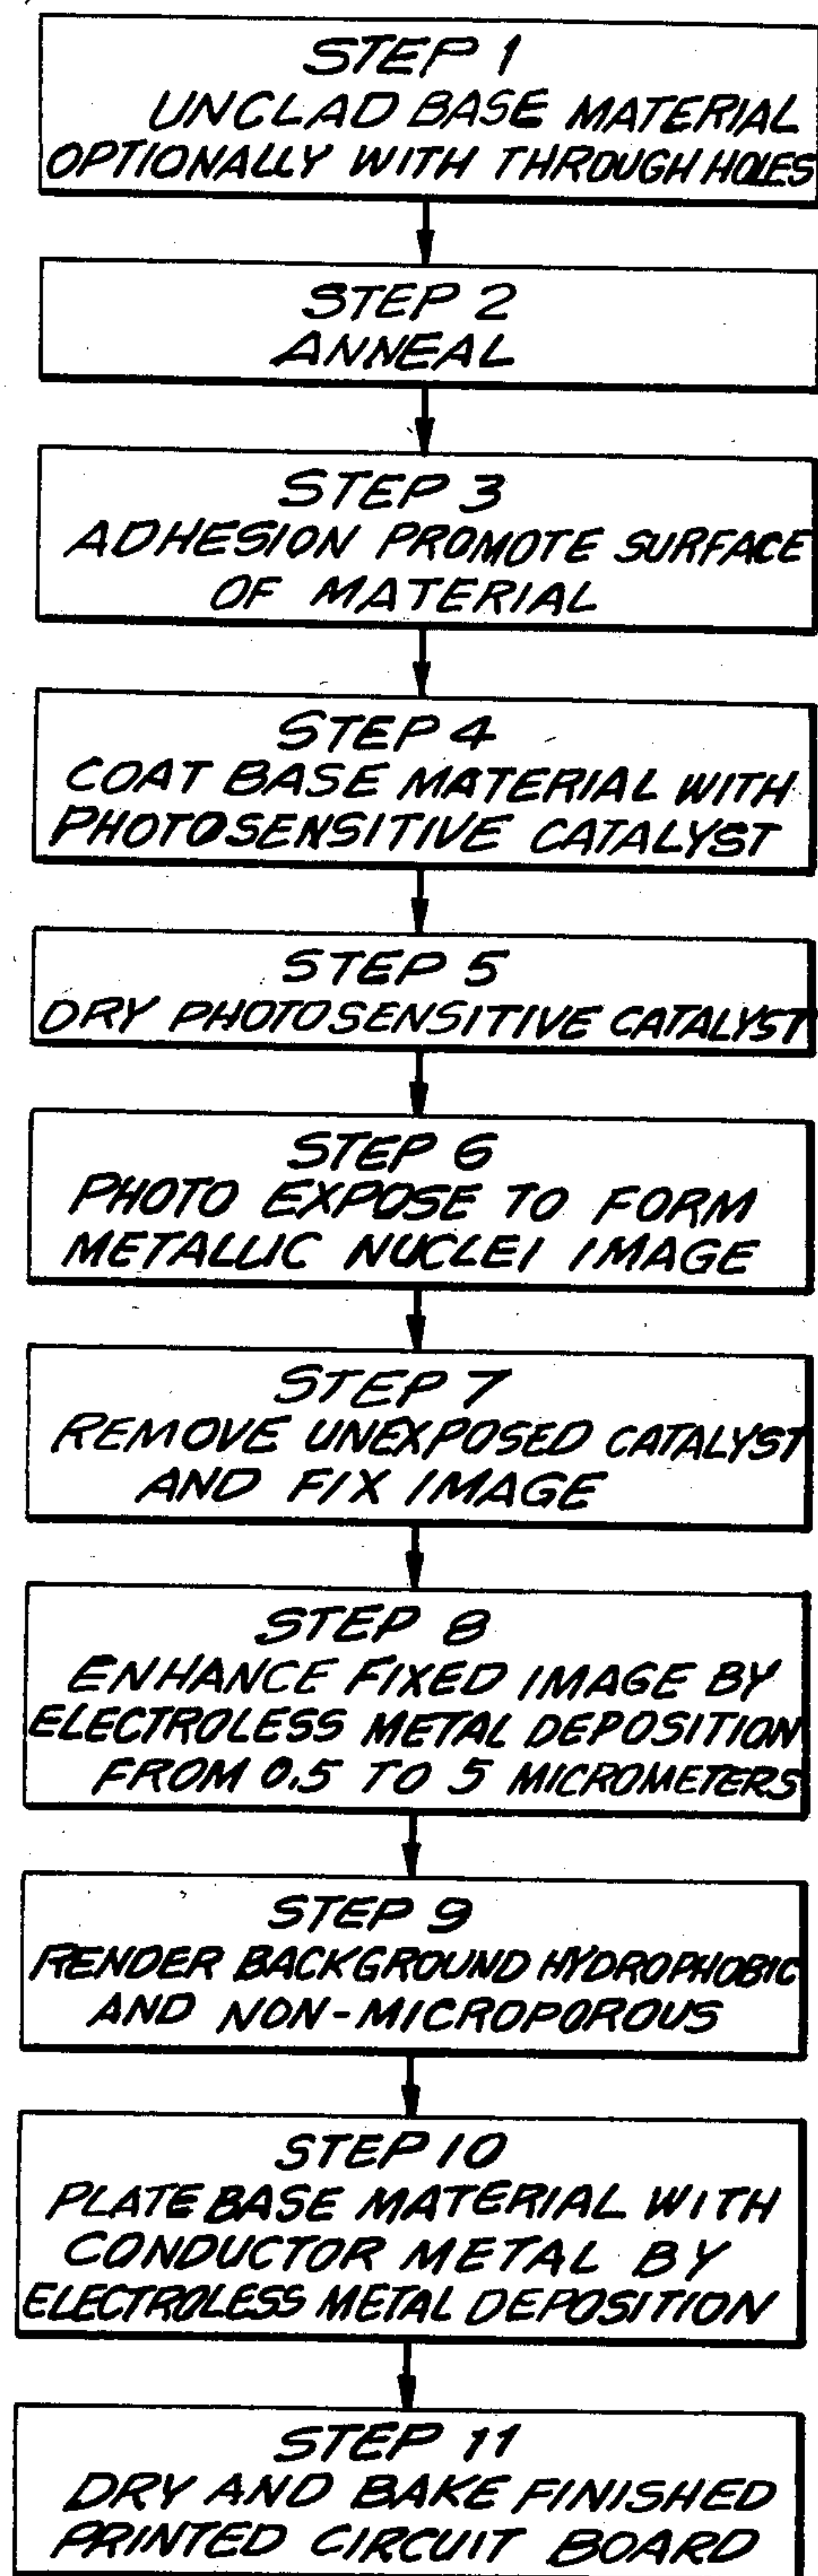 STEP 1
UNCLAD BASE MATERIAL
OPTIONALLY WITH THROUGH HOLES
STEP 2
ANNEAL
STEP 3
ADHESION PROMOTE SURFACE
OF MATERIAL
STEP 4
COAT BASE MATERIAL WITH
PHOTOSENSITIVE CATALYST
STEP 5
DRY PHOTOSENSITIVE CATALYST
STEP 6
PHOTO EXPOSE TO FORM
METALLIC NUCLEI IMAGE
STEP 7
REMOVE UNEXPOSED CATALYST
AND FIX IMAGE
STEP 8
ENHANCE FIXED IMAGE BY
ELECTROLESS METAL DEPOSITION
FROM 0.5 TO 5 MICROMETERS
STEP 9
RENDER BACKGROUND HYDROPHOBIC
AND NON-MICROPOROUS
STEP 10
PLATE BASE MATERIAL WITH
CONDUCTOR METAL BY
ELECTROLESS METAL DEPOSITION
STEP 11
DRY AND BAKE FINISHED
PRINTED CIRCUIT BOARD